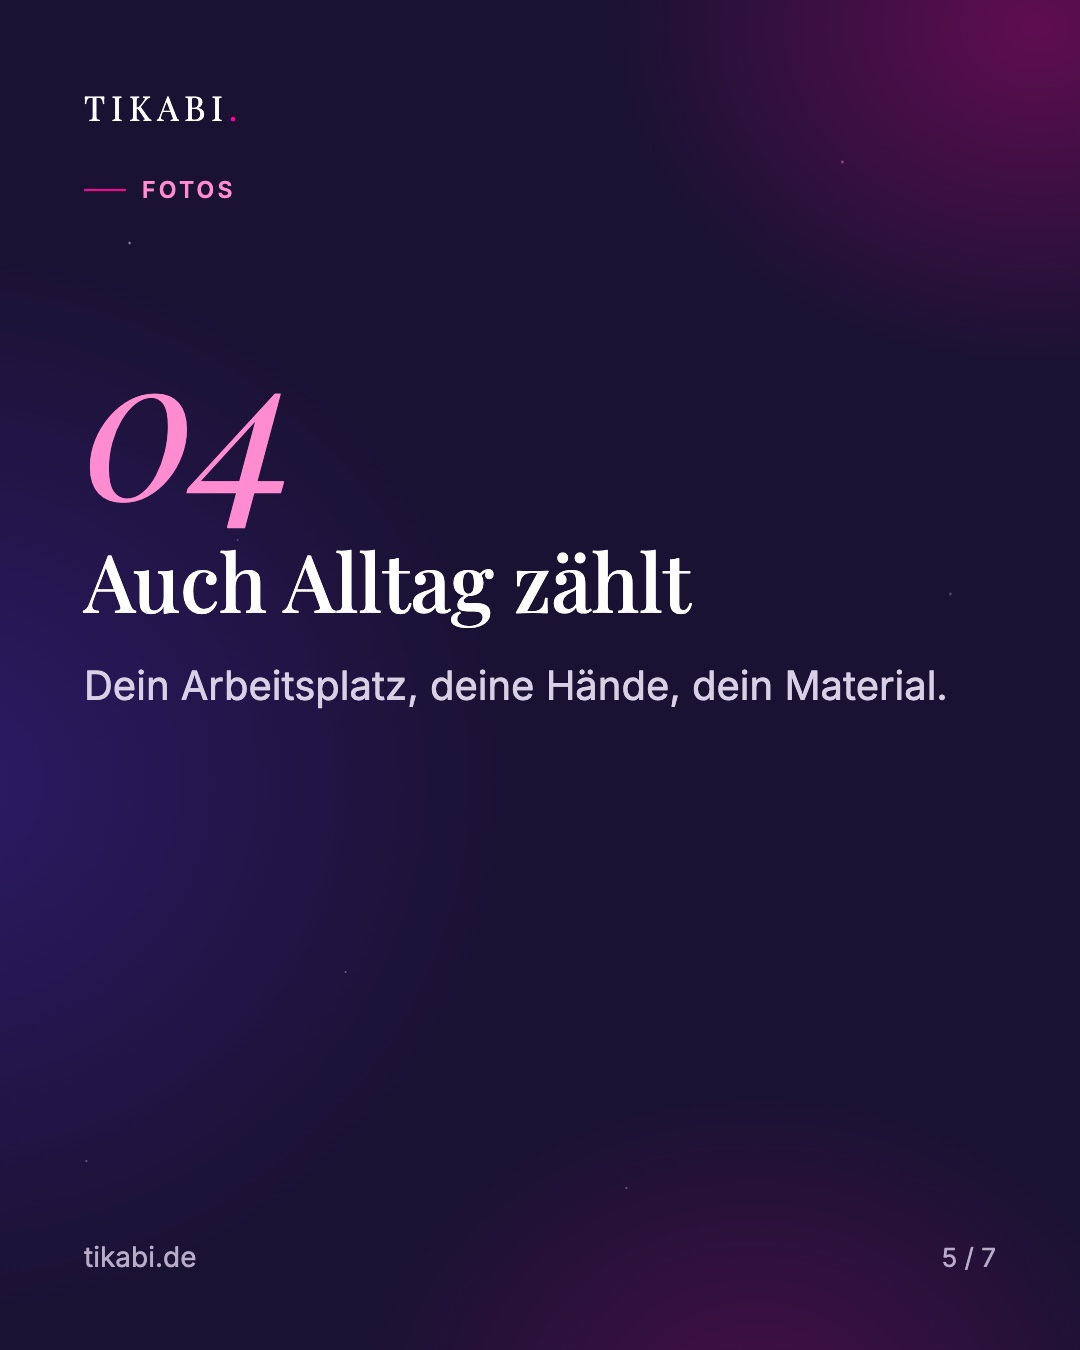 TIKABI.
FOTOS
04
Auch Alltag zählt
Dein Arbeitsplatz, deine Hände, dein Material.
tikabi.de
5 / 7